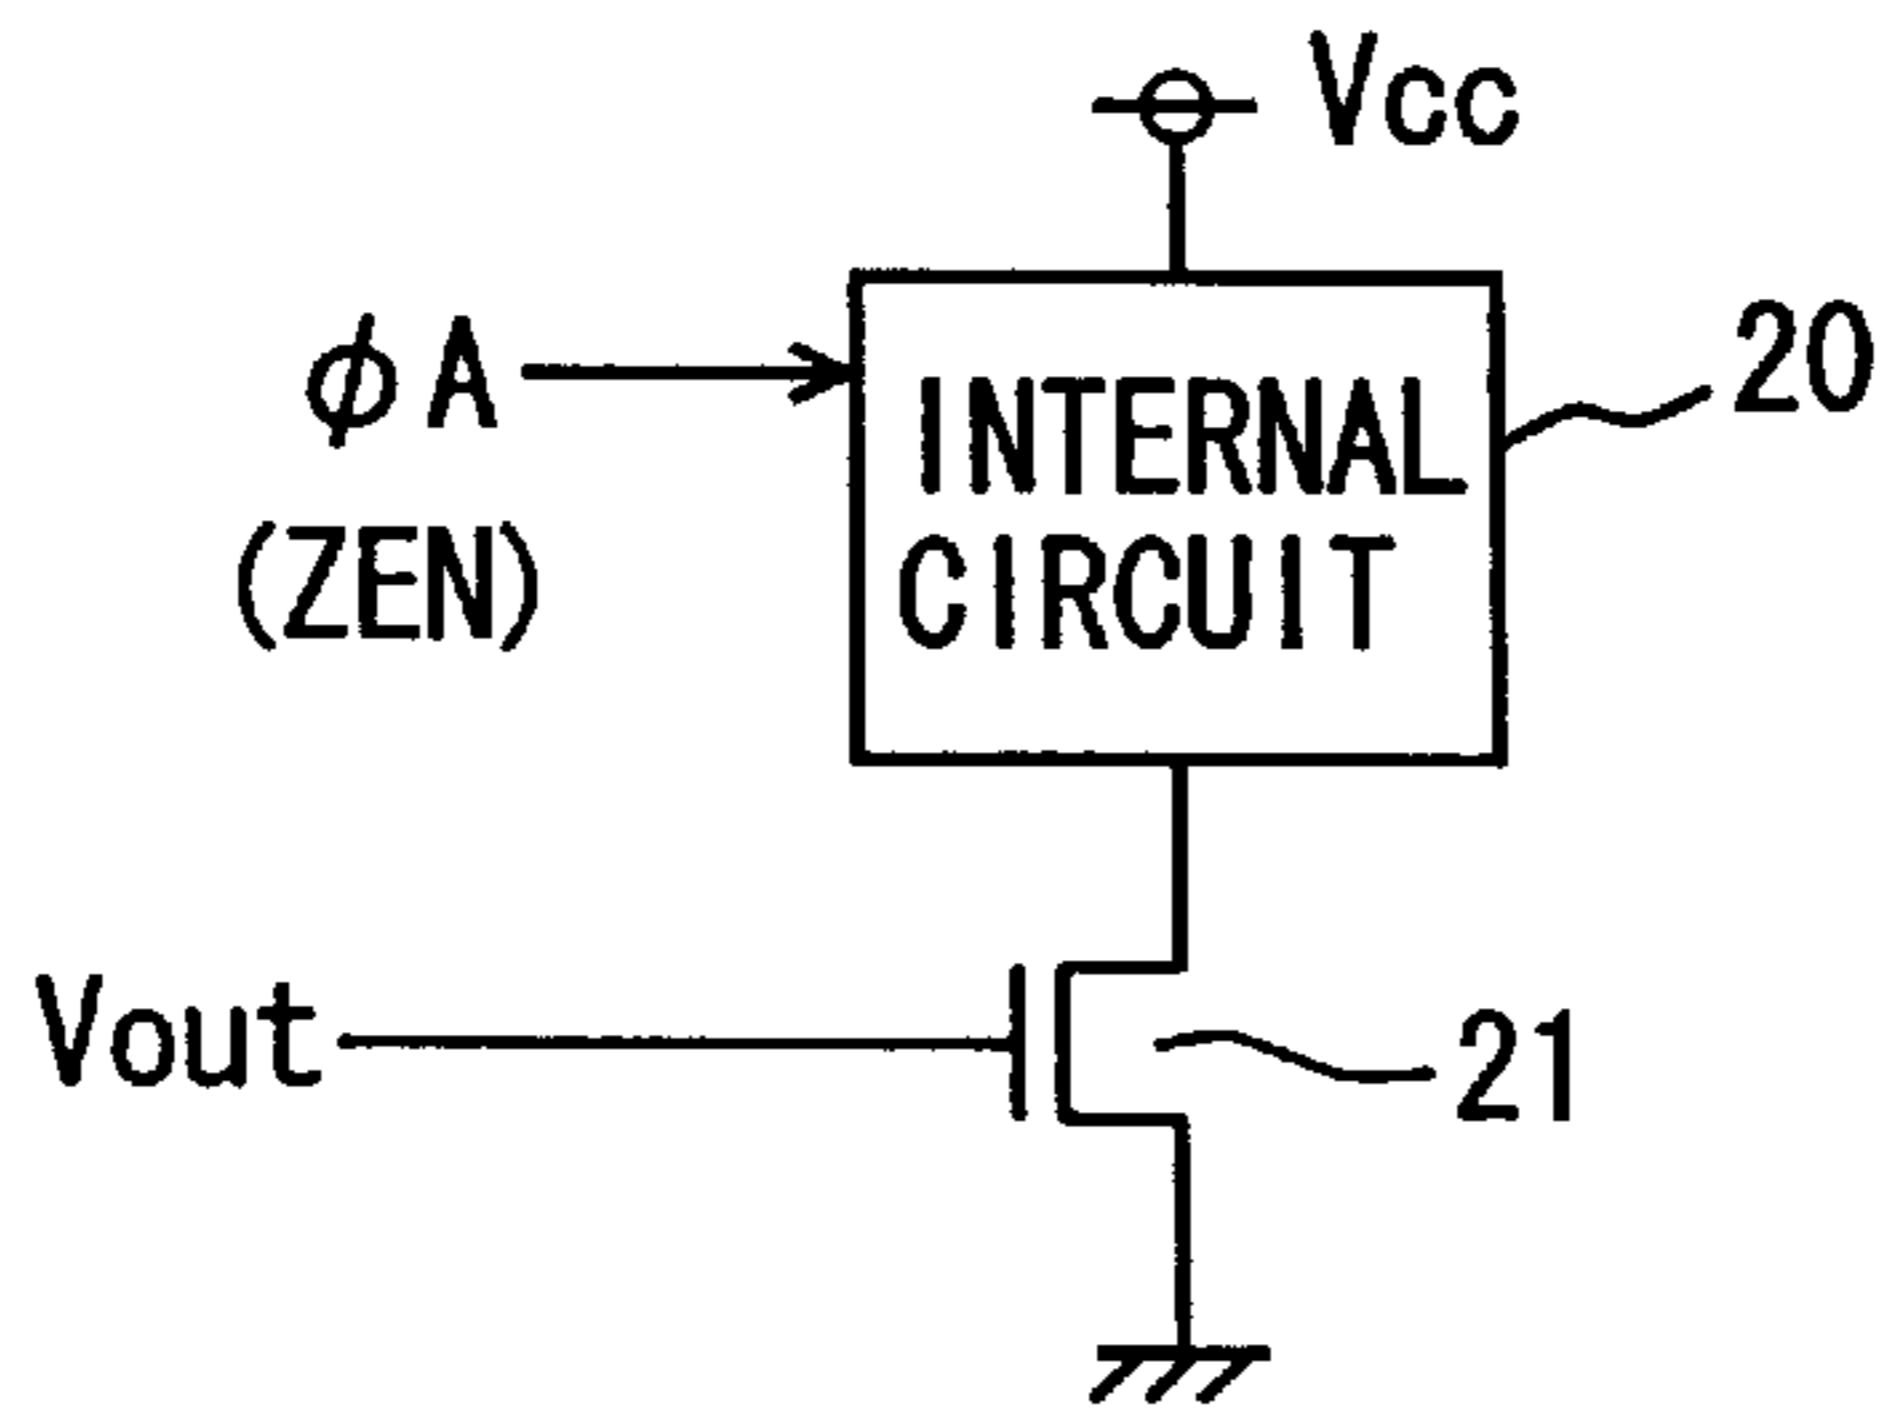 Vcc
φA
20
INTERNAL
CIRCUIT
(ZEN)
Vout
21